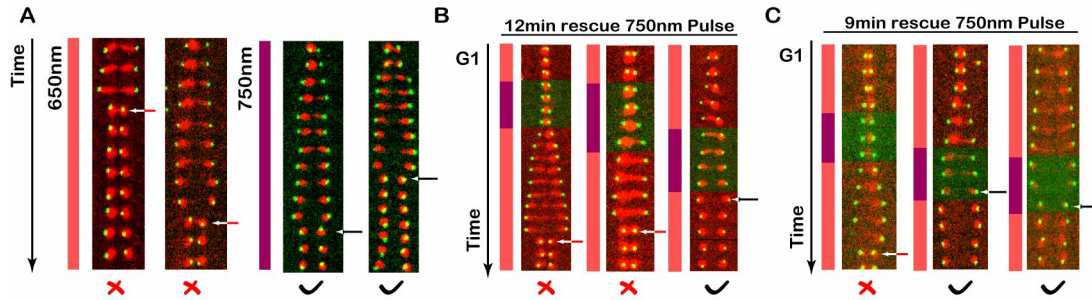 A
Time
650nm
750nm
B
12min rescue 750nm Pulse
G1
Time
C
9min rescue 750nm Pulse
G1
Time